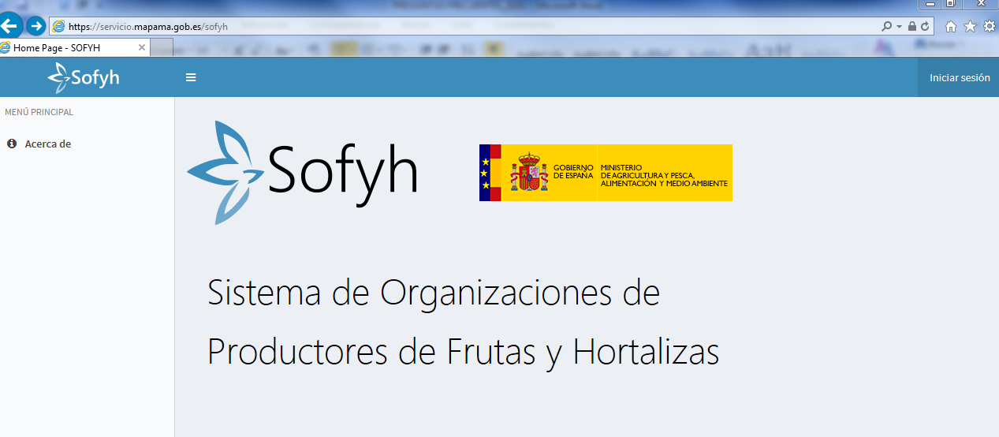 https://servicio.mapama.gob.es/sofyh
Home Page - SOFYH
Sofyh
Iniciar sesión
MENÚ PRINCIPAL
Acerca de
Sofyh
GOBIERNO
DE ESPAÑA
MINISTERIO
DE AGRICULTURA Y PESCA,
ALIMENTACIÓN Y MEDIO AMBIENTE
Sistema de Organizaciones de
Productores de Frutas y Hortalizas